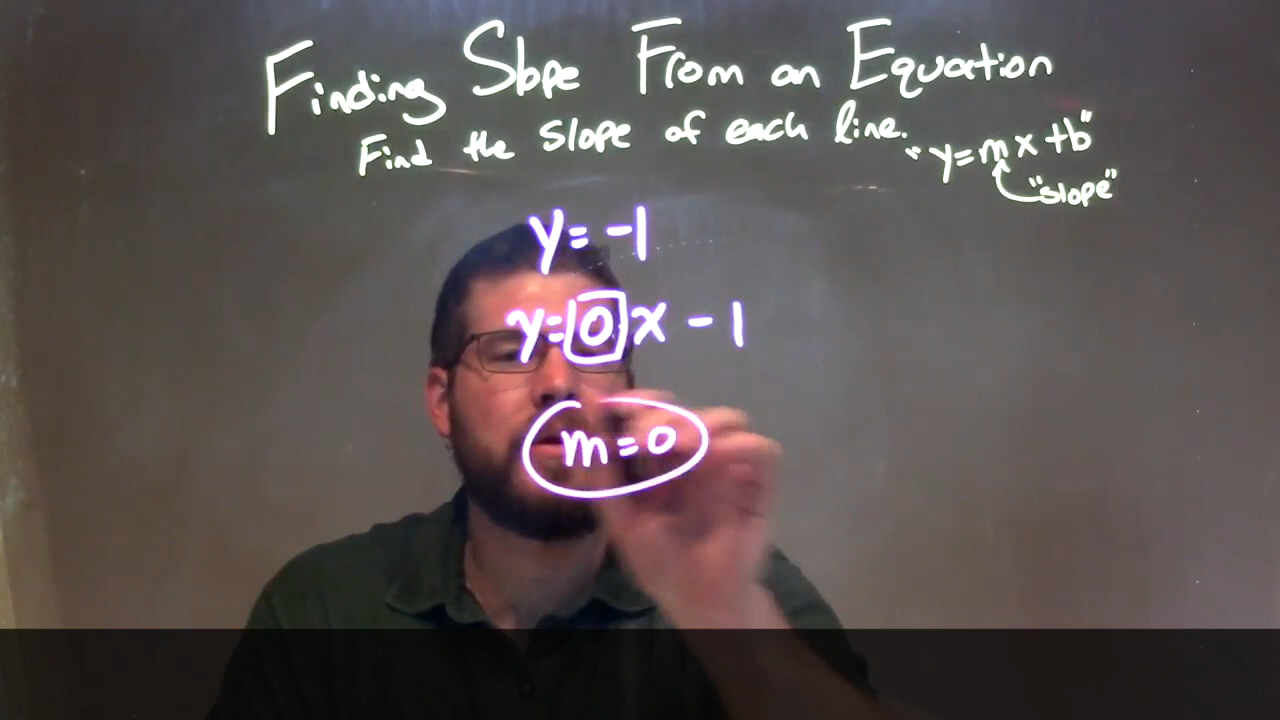 Finding Slope From an Equation
Find the slope of each line. "y=mx+b"
"slope"
y=-1
y=0x-1
m=0